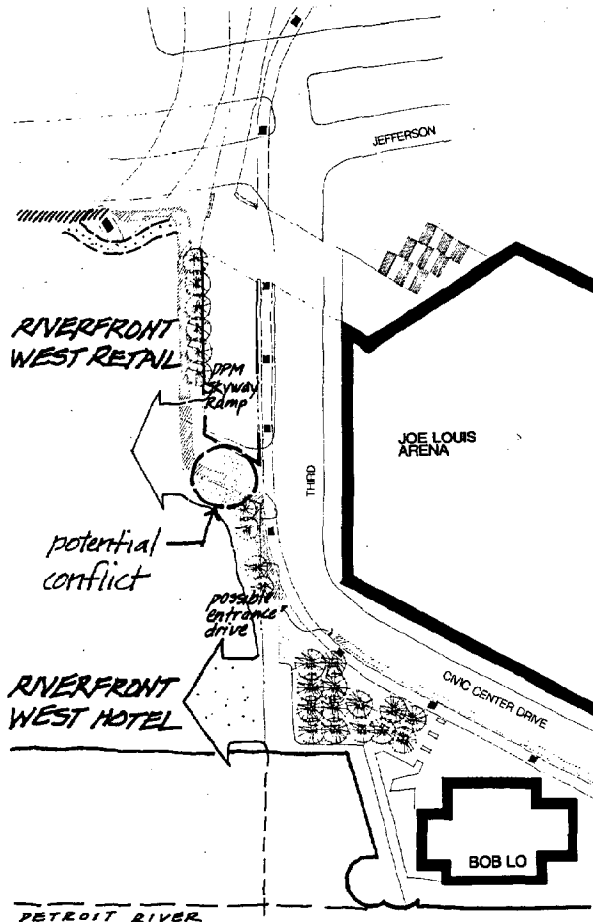 JEFFERSON
RIVERFRONT
WEST RETAIL
DPM
Skyway
Ramp
JOE LOUIS
ARENA
THIRD
potential
conflict
possible
entrance
drive
RIVERFRONT
WEST HOTEL
CIVIC CENTER DRIVE
BOB LO
DETROIT RIVER